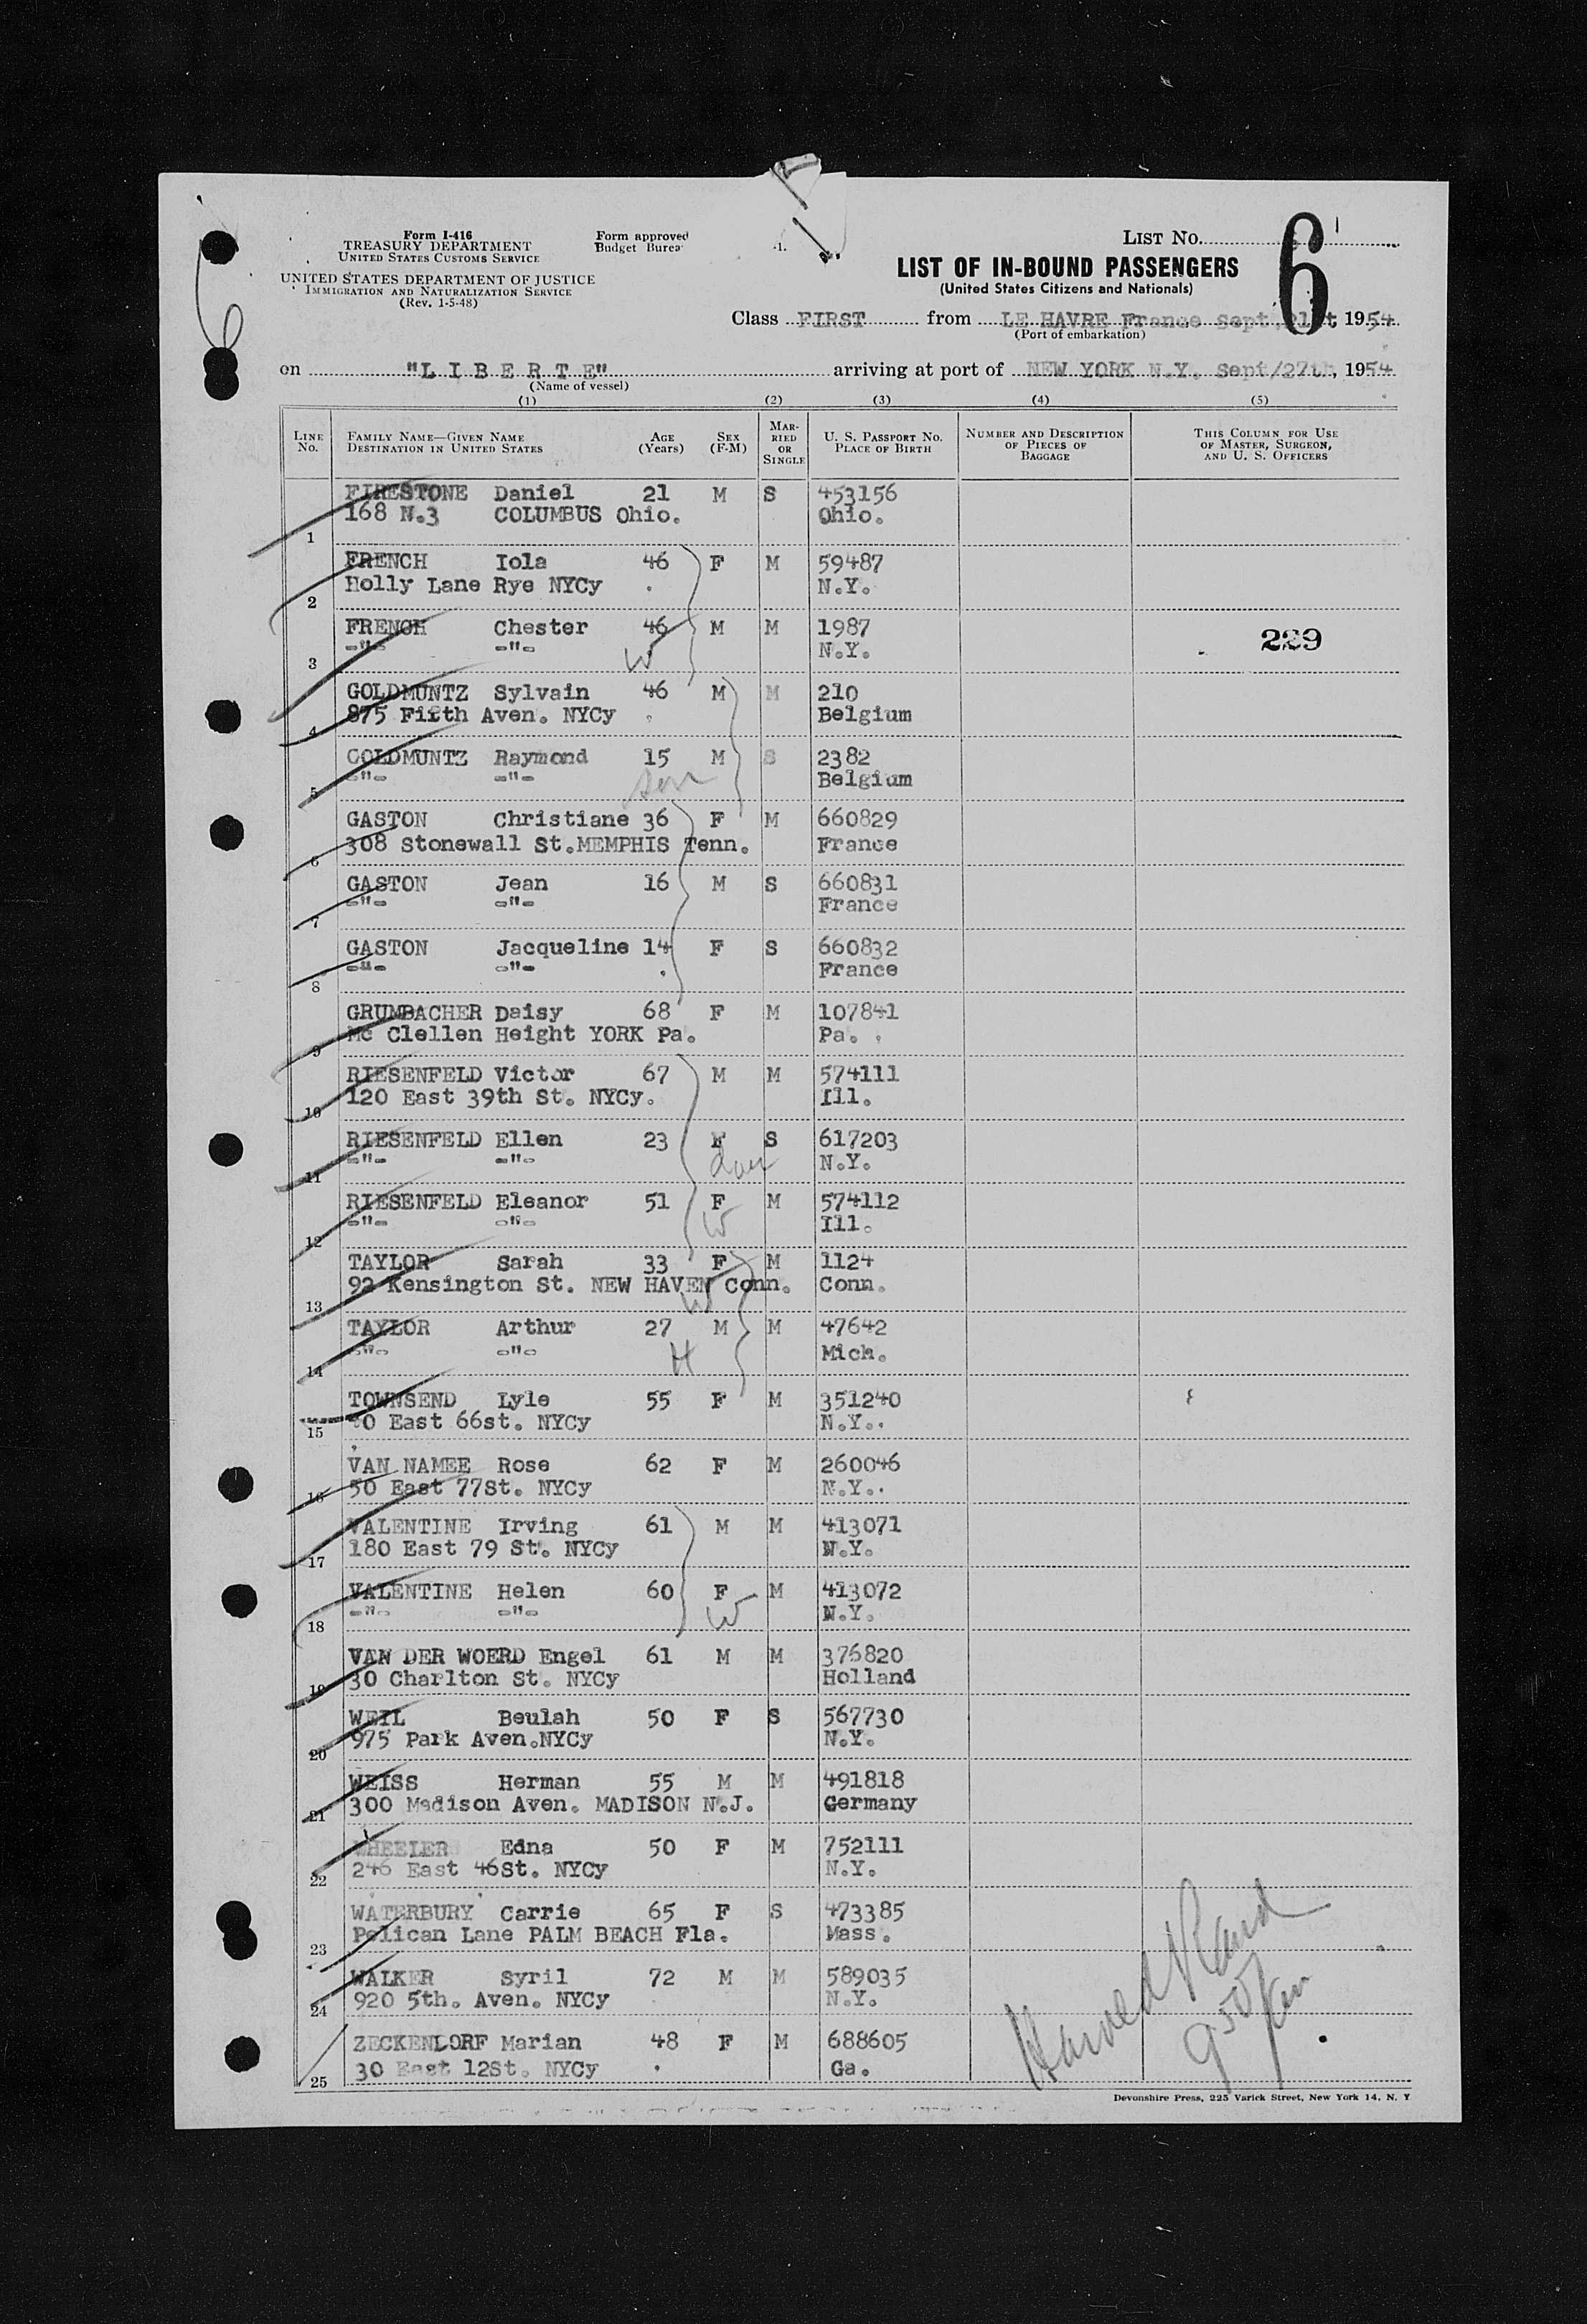 Form I-416
TREASURY DEPARTMENT
UNITED STATES CUSTOMS SERVICE
UNITED STATES DEPARTMENT OF JUSTICE
IMMIGRATION AND NATURALIZATION SERVICE
(Rev. 1-5-48)
Form approved
Budget Burea
LIST NO.
6
LIST OF IN-BOUND PASSENGERS
(United States Citizens and Nationals)
Class FIRST from LE HAVRE France Sept. 21st 1954
(Port of embarkation)
on "L I B E R T E" arriving at port of NEW YORK N.Y. Sept/27th, 1954
(Name of vessel)
(1) (2) (3) (4) (5)
LINE NO. FAMILY NAME—GIVEN NAME DESTINATION IN UNITED STATES AGE (Years) SEX (F-M) MARRIED OR SINGLE U. S. PASSPORT NO. PLACE OF BIRTH NUMBER AND DESCRIPTION OF PIECES OF BAGGAGE THIS COLUMN FOR USE OF MASTER, SURGEON, AND U. S. OFFICERS
FIRESTONE Daniel 21 M S 453156
1 168 N.3 COLUMBUS Ohio. Ohio.
FRENCH Iola 46 F M 59487
2 Holly Lane Rye NYCy N.Y.
FRENCH Chester 46 M M 1987 229
3 -"- -"- W N.Y.
GOLDMUNTZ Sylvain 46 M M 210
4 875 Fifth Aven. NYCy Belgium
GOLDMUNTZ Raymond 15 M S 2382
5 -"- -"- son Belgium
GASTON Christiane 36 F M 660829
6 308 Stonewall St.MEMPHIS Tenn. France
GASTON Jean 16 M S 660831
7 -"- -"- France
GASTON Jacqueline 14 F S 660832
8 -"- -"- France
GRUMBACHER Daisy 68 F M 107841
9 Mc Clellen Height YORK Pa. Pa.
RIESENFELD Victor 67 M M 574111
10 120 East 39th St. NYCy. Ill.
RIESENFELD Ellen 23 F S 617203
11 -"- -"- dau N.Y.
RIESENFELD Eleanor 51 F M 574112
12 -"- -"- W Ill.
TAYLOR Sarah 33 F M 1124
13 92 Kensington St. NEW HAVEN Conn. W Conn.
TAYLOR Arthur 27 M M 47642
14 -"- -"- H Mich.
TOWNSEND Lyle 55 F M 351240
15 40 East 66st. NYCy N.Y..
VAN NAMEE Rose 62 F M 260046
16 50 East 77St. NYCy N.Y..
VALENTINE Irving 61 M M 413071
17 180 East 79 St. NYCy N.Y.
VALENTINE Helen 60 F M 413072
18 -"- -"- W N.Y.
VAN DER WOERD Engel 61 M M 376820
19 30 Charlton St. NYCy Holland
WEIL Beulah 50 F S 567730
20 975 Park Aven.NYCy N.Y.
WEISS Herman 55 M M 491818
21 300 Madison Aven. MADISON N.J. Germany
WHEELER Edna 50 F M 752111
22 246 East 46St. NYCy N.Y.
WATERBURY Carrie 65 F S 473385
23 Pelican Lane PALM BEACH Fla. Mass.
WALKER Syril 72 M M 589035
24 920 5th. Aven. NYCy N.Y.
ZECKENDORF Marian 48 F M 688605
25 30 East 12St. NYCy Ga.
Devonshire Press, 225 Varick Street, New York 14, N. Y